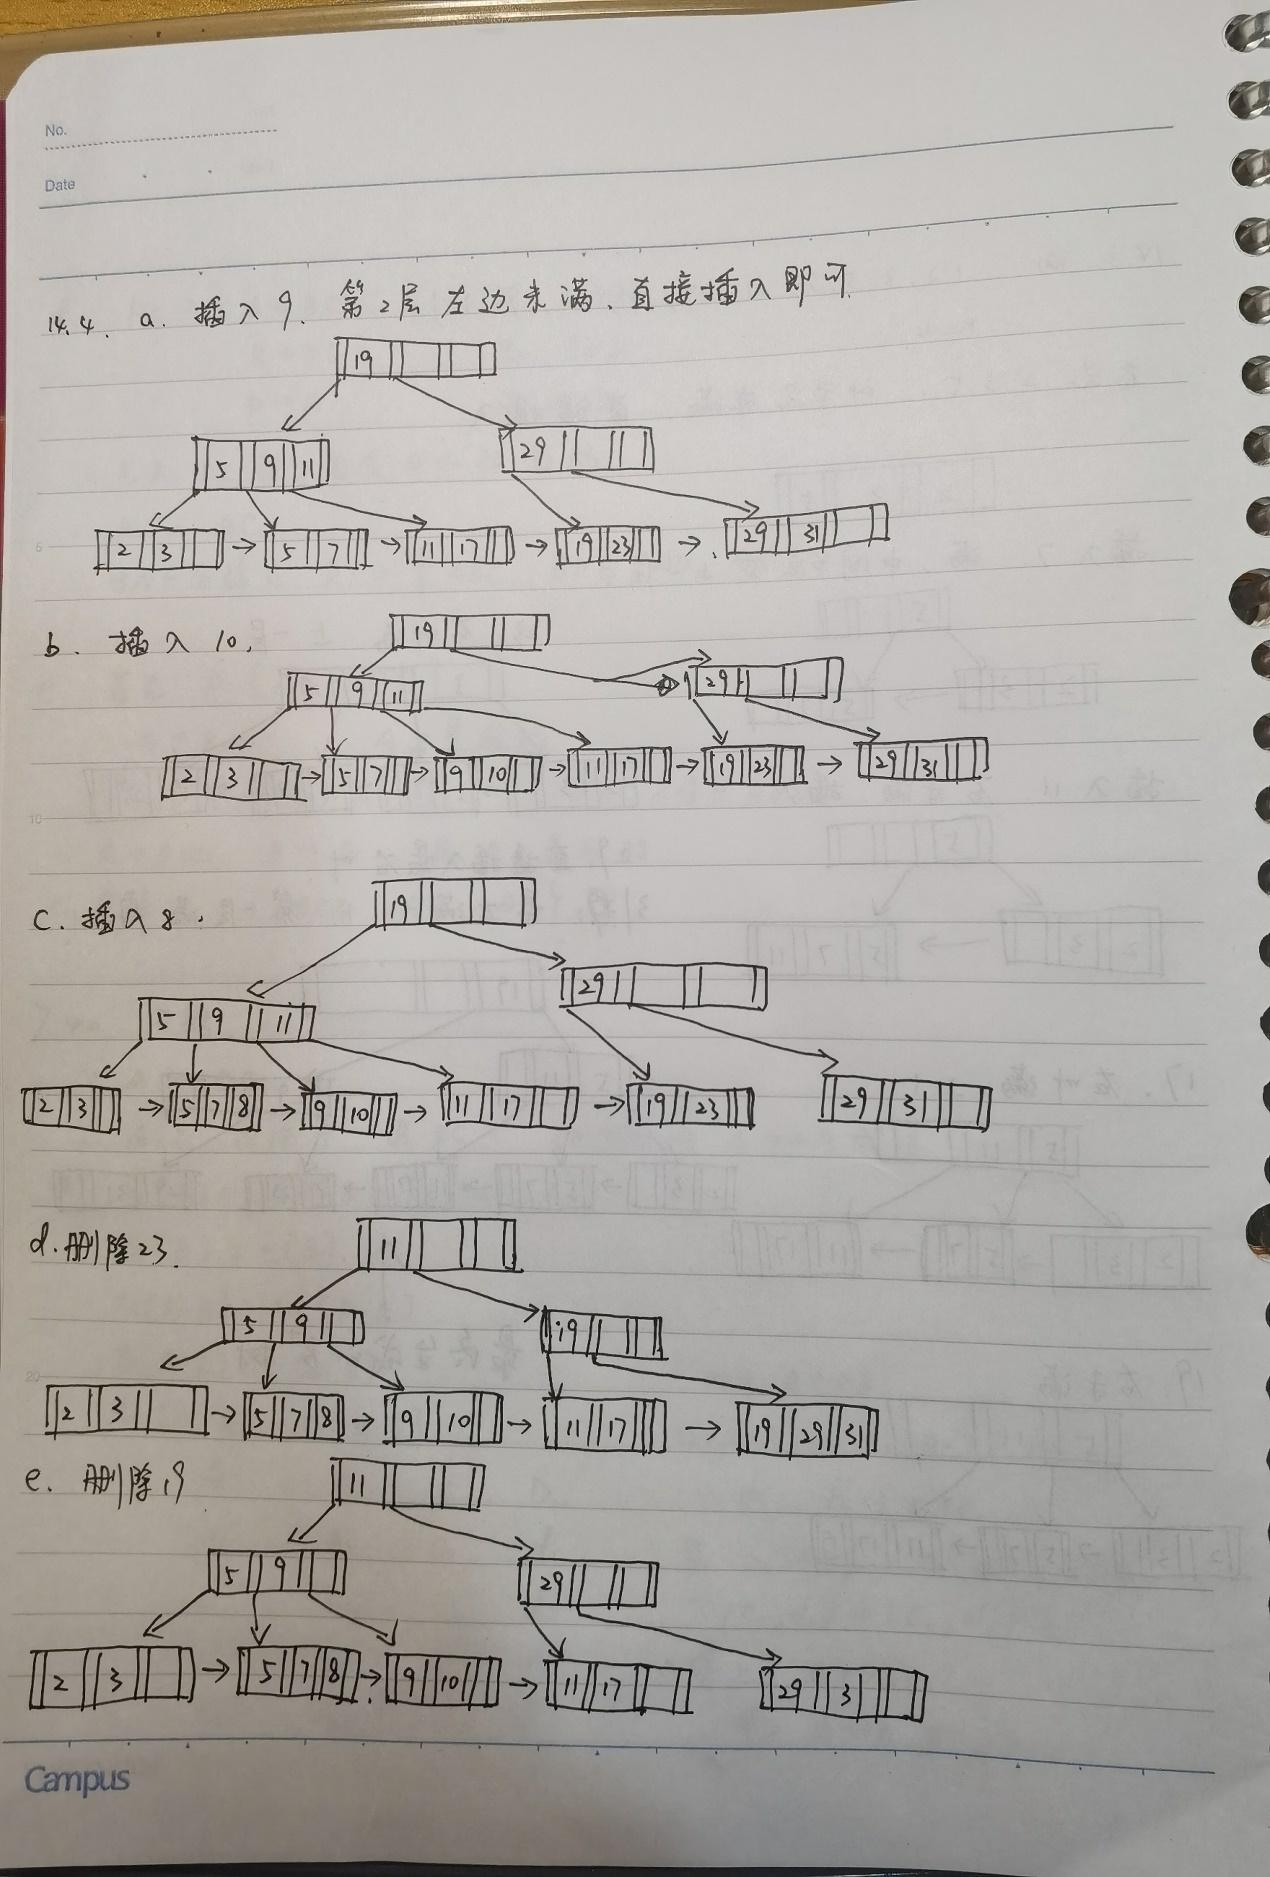 No.
Date
14.4. a. 插入9. 第2层左边未满、直接插入即可
19
5 9 11 29
2 3 5 7 11 17 19 23 29 31
b. 插入10.
19
5 9 11 29
2 3 5 7 9 10 11 17 19 23 29 31
c. 插入8.
19
5 9 11 29
2 3 5 7 8 9 10 11 17 19 23 29 31
d. 删除23.
11
5 9 19
2 3 5 7 8 9 10 11 17 19 29 31
e. 删除19
11
5 9 29
2 3 5 7 8 9 10 11 17 29 3
Campus